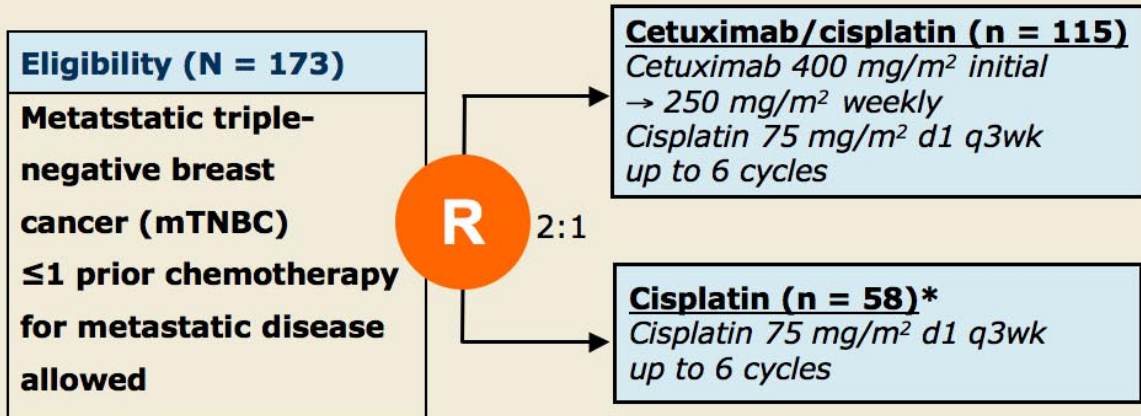 Eligibility (N = 173)
Metatstatic triple-
negative breast
cancer (mTNBC)
≤1 prior chemotherapy
for metastatic disease
allowed
R
2:1
Cetuximab/cisplatin (n = 115)
Cetuximab 400 mg/m² initial
→ 250 mg/m² weekly
Cisplatin 75 mg/m² d1 q3wk
up to 6 cycles
Cisplatin (n = 58)*
Cisplatin 75 mg/m² d1 q3wk
up to 6 cycles